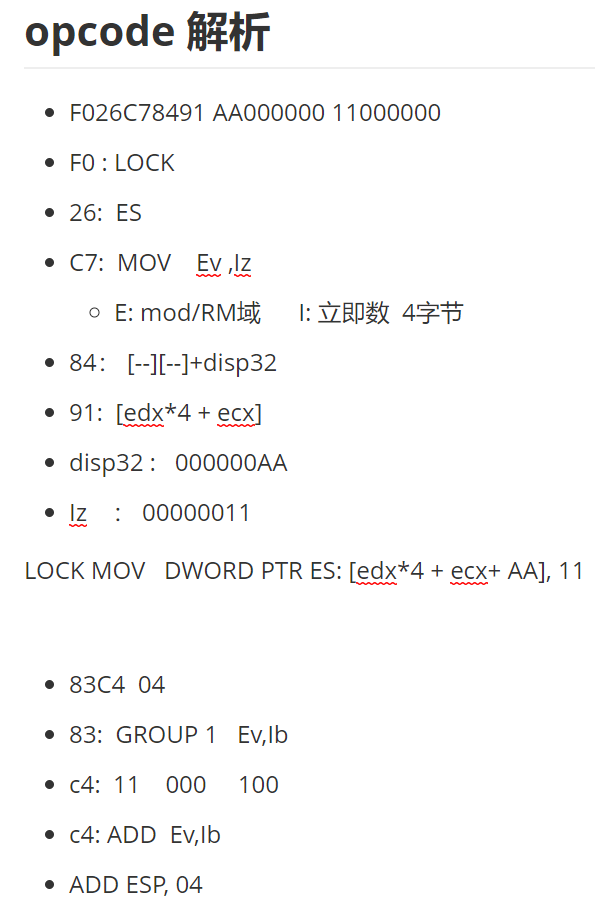 opcode 解析
F026C78491 AA000000 11000000
F0 : LOCK
26:  ES
C7:  MOV    Ev ,Iz
E: mod/RM域      I: 立即数  4字节
84：  [--][--]+disp32
91:  [edx*4 + ecx]
disp32 :   000000AA
Iz    :   00000011
LOCK MOV   DWORD PTR ES: [edx*4 + ecx+ AA], 11
83C4  04
83:  GROUP 1   Ev,Ib
c4:  11    000     100
c4: ADD  Ev,Ib
ADD ESP, 04